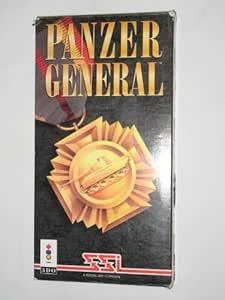 PANZER
GENERAL
3DO
SSI